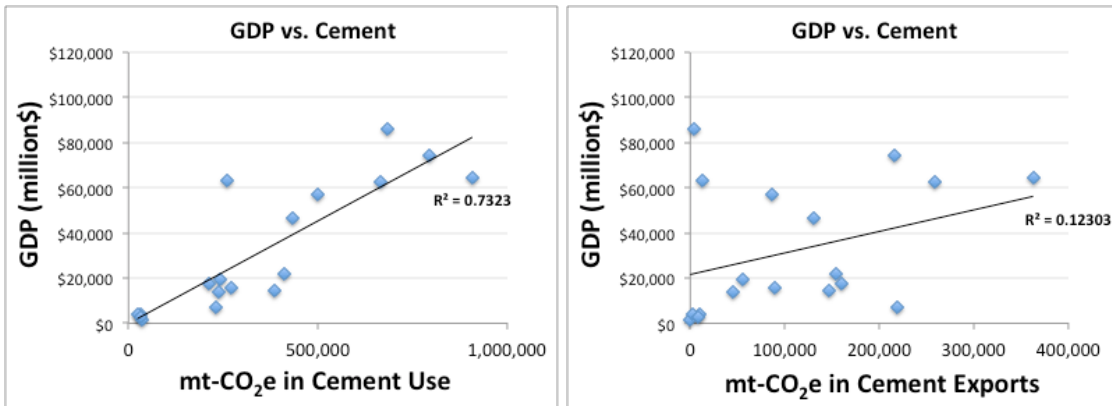 GDP vs. Cement
$120,000
$100,000
$80,000
$60,000
$40,000
$20,000
$0
GDP (million$)
R² = 0.7323
0
500,000
1,000,000
mt-CO₂e in Cement Use
GDP vs. Cement
$120,000
$100,000
$80,000
$60,000
$40,000
$20,000
$0
GDP (million$)
R² = 0.12303
0
100,000
200,000
300,000
400,000
mt-CO₂e in Cement Exports